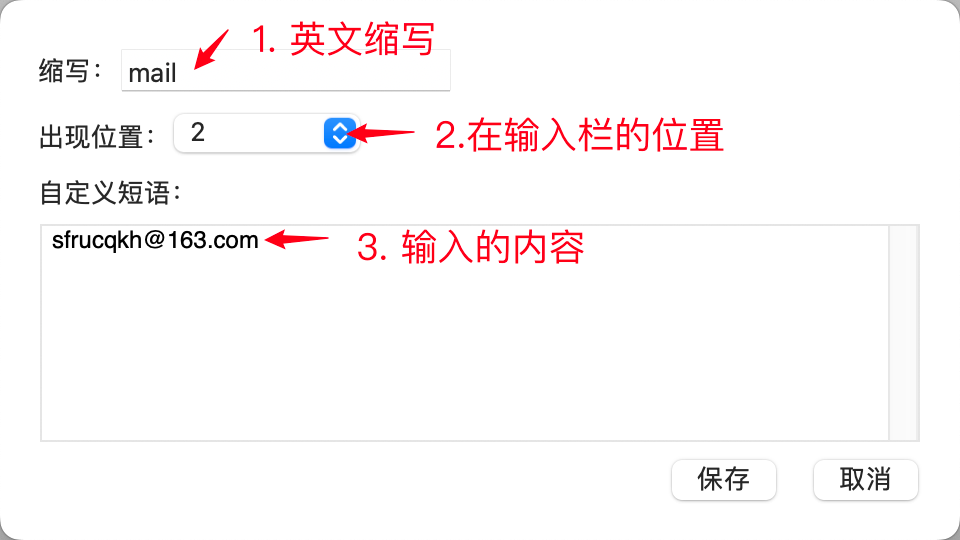 1. 英文缩写
缩写： mail
出现位置： 2 2.在输入栏的位置
自定义短语：
sfrucqkh@163.com 3. 输入的内容
保存 取消